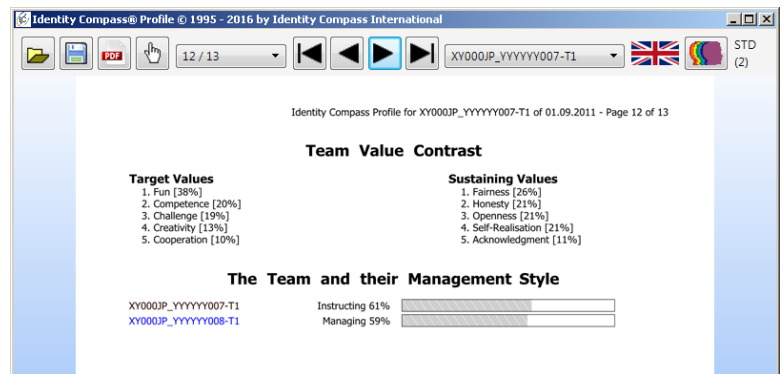 Identity Compass® Profile © 1995 - 2016 by Identity Compass International
PDF
12 / 13
XY000JP_YYYYYY007-T1
STD
(2)
Identity Compass Profile for XY000JP_YYYYYY007-T1 of 01.09.2011 - Page 12 of 13
Team Value Contrast
Target Values
1. Fun [38%]
2. Competence [20%]
3. Challenge [19%]
4. Creativity [13%]
5. Cooperation [10%]
Sustaining Values
1. Fairness [26%]
2. Honesty [21%]
3. Openness [21%]
4. Self-Realisation [21%]
5. Acknowledgment [11%]
The Team and their Management Style
XY000JP_YYYYYY007-T1 Instructing 61%
XY000JP_YYYYYY008-T1 Managing 59%